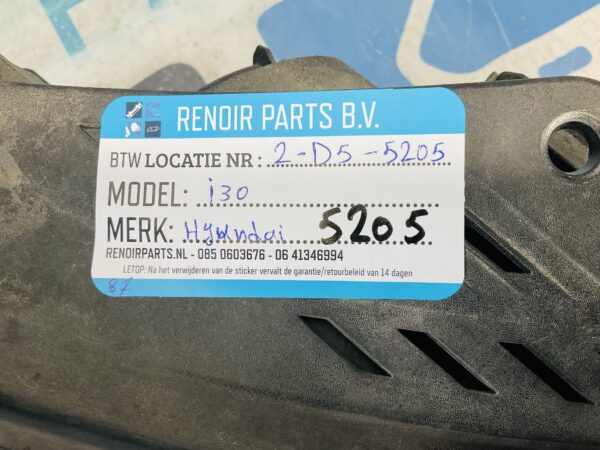 RENOIR PARTS B.V.
BTW LOCATIE NR: 2-D5-5205
MODEL: i30
MERK: Hyundai 5205
RENOIRPARTS.NL - 085 0603676 - 06 41346994
LETOP: Na het verwijderen van de sticker vervalt de garantie/retourbeleid van 14 dagen
87